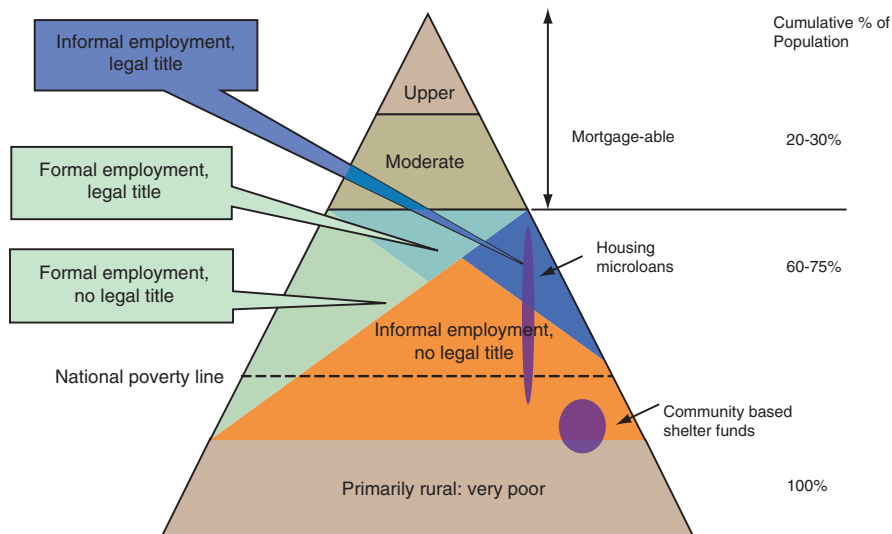 Cumulative % of
Population
Informal employment,
legal title
Upper
Mortgage-able
20-30%
Moderate
Formal employment,
legal title
Housing
microloans
60-75%
Formal employment,
no legal title
Informal employment,
no legal title
National poverty line
Community based
shelter funds
Primarily rural: very poor
100%